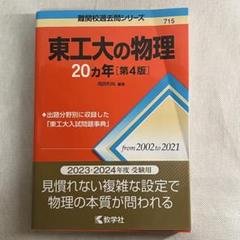 難関校過去問シリーズ
715
東工大の物理
20カ年[第4版]
編著
◆出題分野別に収録した
「東工大入試問題事典」
from 2002 to 2021
2023・2024年度 受験用
見慣れない複雑な設定で
物理の本質が問われる
教学社